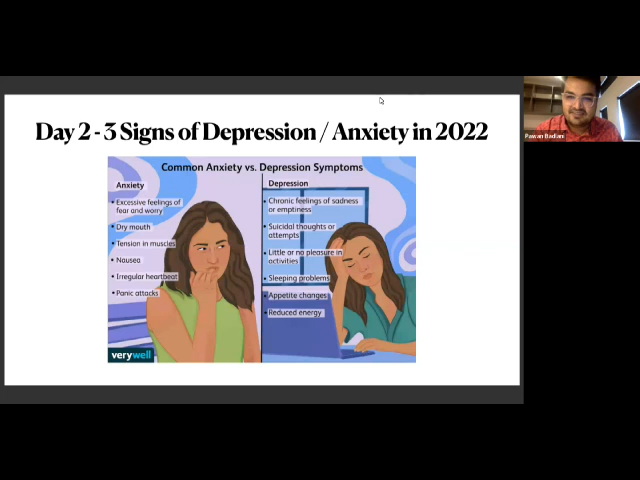 Day 2 - 3 Signs of Depression / Anxiety in 2022
Common Anxiety vs. Depression Symptoms
Anxiety
• Excessive feelings of
fear and worry
• Dry mouth
• Tension in muscles
• Nausea
• Irregular heartbeat
• Panic attacks
Depression
• Chronic feelings of sadness
or emptiness
• Suicidal thoughts or
attempts
• Little or no pleasure in
activities
• Sleeping problems
• Appetite changes
• Reduced energy
verywell
Pawan Badlani